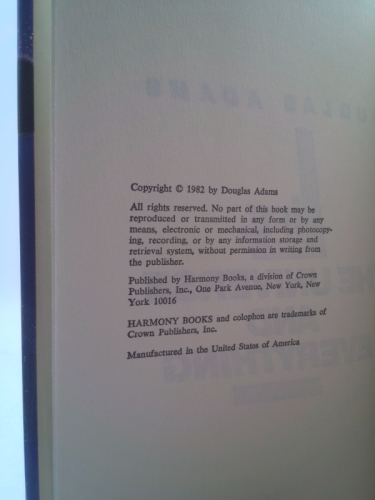 Copyright © 1982 by Douglas Adams
All rights reserved. No part of this book may be
reproduced or transmitted in any form or by any
means, electronic or mechanical, including photocopy-
ing, recording, or by any information storage and
retrieval system, without permission in writing from
the publisher.
Published by Harmony Books, a division of Crown
Publishers, Inc., One Park Avenue, New York, New
York 10016
HARMONY BOOKS and colophon are trademarks of
Crown Publishers, Inc.
Manufactured in the United States of America